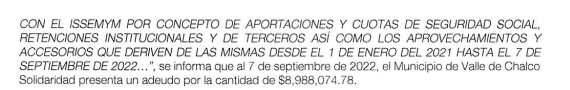 CON EL ISSEMYM POR CONCEPTO DE APORTACIONES Y CUOTAS DE SEGURIDAD SOCIAL,
RETENCIONES INSTITUCIONALES Y DE TERCEROS ASÍ COMO LOS APROVECHAMIENTOS Y
ACCESORIOS QUE DERIVEN DE LAS MISMAS DESDE EL 1 DE ENERO DEL 2021 HASTA EL 7 DE
SEPTIEMBRE DE 2022...", se informa que al 7 de septiembre de 2022, el Municipio de Valle de Chalco
Solidaridad presenta un adeudo por la cantidad de $8,988,074.78.